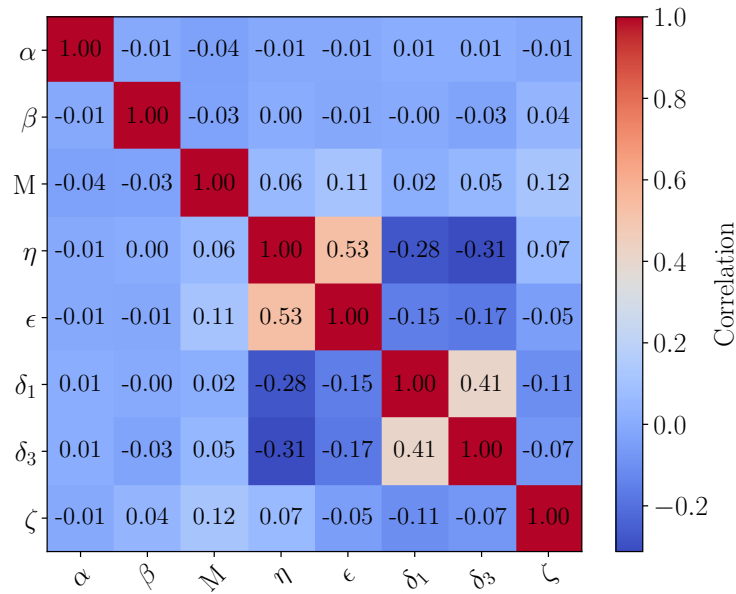 α 1.00 -0.01 -0.04 -0.01 -0.01 0.01 0.01 -0.01
β -0.01 1.00 -0.03 0.00 -0.01 -0.00 -0.03 0.04
M -0.04 -0.03 1.00 0.06 0.11 0.02 0.05 0.12
η -0.01 0.00 0.06 1.00 0.53 -0.28 -0.31 0.07
ϵ -0.01 -0.01 0.11 0.53 1.00 -0.15 -0.17 -0.05
δ₁ 0.01 -0.00 0.02 -0.28 -0.15 1.00 0.41 -0.11
δ₃ 0.01 -0.03 0.05 -0.31 -0.17 0.41 1.00 -0.07
ζ -0.01 0.04 0.12 0.07 -0.05 -0.11 -0.07 1.00
α β M η ϵ δ₁ δ₃ ζ
1.0
0.8
0.6
0.4
0.2
0.0
−0.2
Correlation